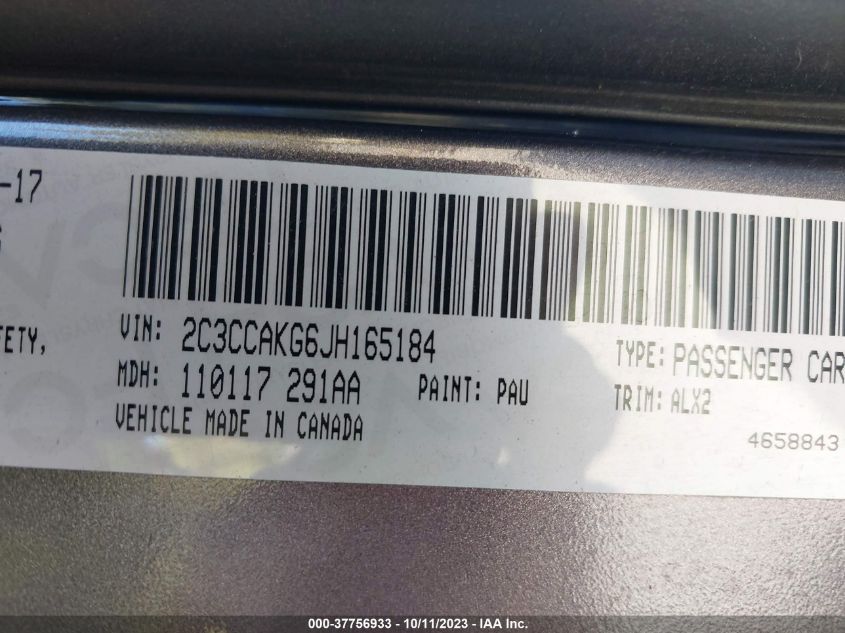 -17
VIN: 2C3CCAKG6JH165184
TYPE: PASSENGER CAR
MDH: 110117 291AA
PAINT: PAU
TRIM: ALX2
VEHICLE MADE IN CANADA
4658843
000-37756933 - 10/11/2023 - IAA Inc.